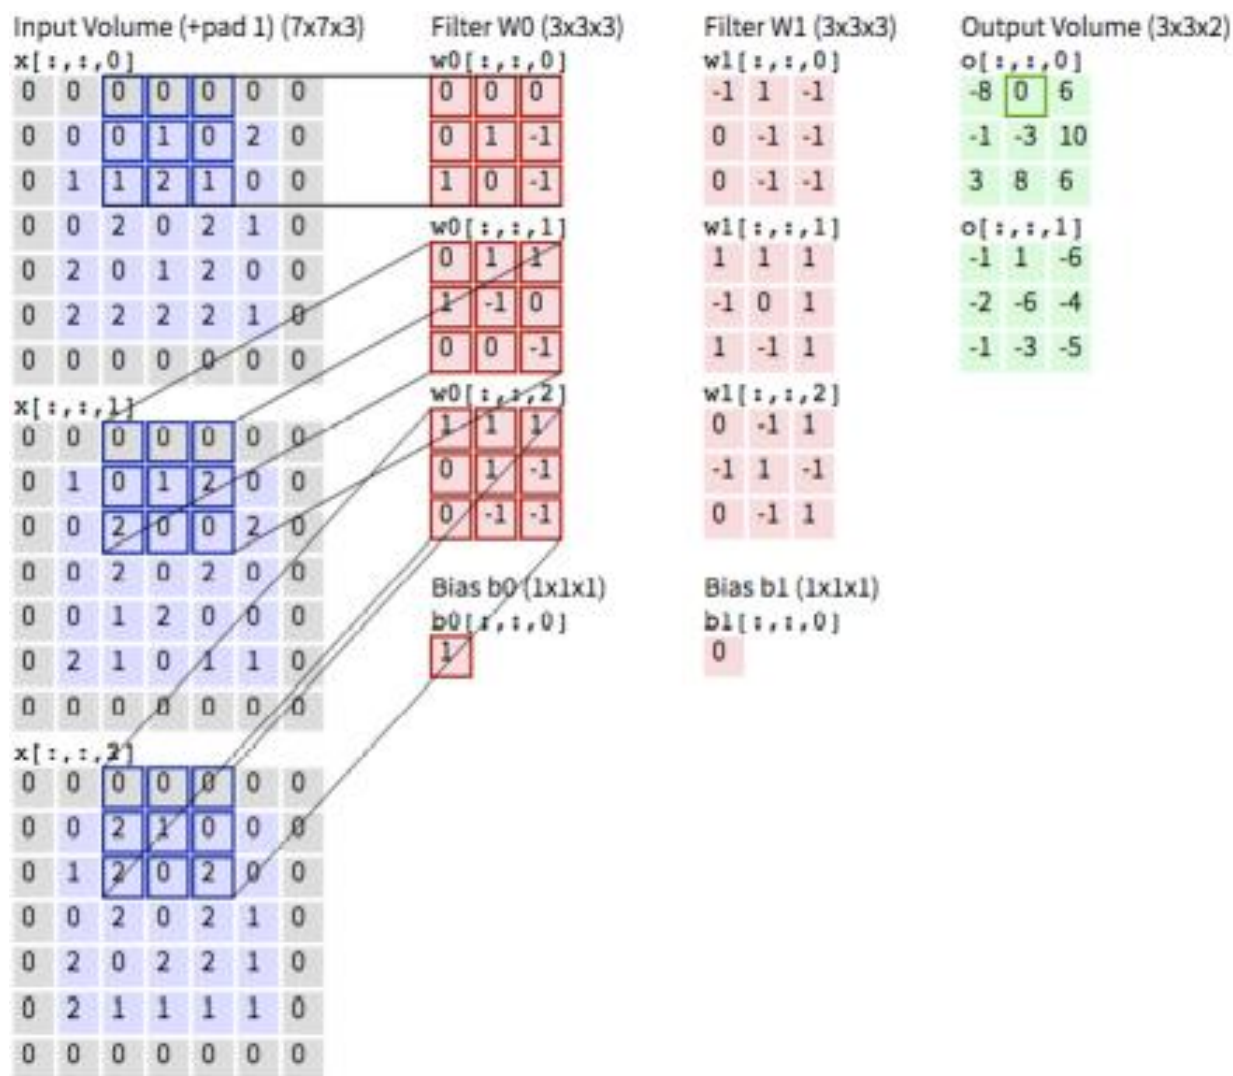 Input Volume (+pad 1) (7x7x3)
x[:,:,0]
0 0 0 0 0 0 0
0 0 0 1 0 2 0
0 1 1 2 1 0 0
0 0 2 0 2 1 0
0 2 0 1 2 0 0
0 2 2 2 2 1 0
0 0 0 0 0 0 0
x[:,:,1]
0 0 0 0 0 0 0
0 1 0 1 2 0 0
0 0 2 0 0 2 0
0 0 2 0 2 0 0
0 0 1 2 0 0 0
0 2 1 0 1 1 0
0 0 0 0 0 0 0
x[:,:,2]
0 0 0 0 0 0 0
0 0 2 1 0 0 0
0 1 2 0 2 0 0
0 0 2 0 2 1 0
0 2 0 2 2 1 0
0 2 1 1 1 1 0
0 0 0 0 0 0 0
Filter W0 (3x3x3)
w0[:,:,0]
0 0 0
0 1 -1
1 0 -1
w0[:,:,1]
0 1 1
1 -1 0
0 0 -1
w0[:,:,2]
1 1 1
0 1 -1
0 -1 -1
Bias b0 (1x1x1)
b0[:,:,0]
1
Filter W1 (3x3x3)
w1[:,:,0]
-1 1 -1
0 -1 -1
0 -1 -1
w1[:,:,1]
1 1 1
-1 0 1
1 -1 1
w1[:,:,2]
0 -1 1
-1 1 -1
0 -1 1
Bias b1 (1x1x1)
b1[:,:,0]
0
Output Volume (3x3x2)
o[:,:,0]
-8 0 6
-1 -3 10
3 8 6
o[:,:,1]
-1 1 -6
-2 -6 -4
-1 -3 -5